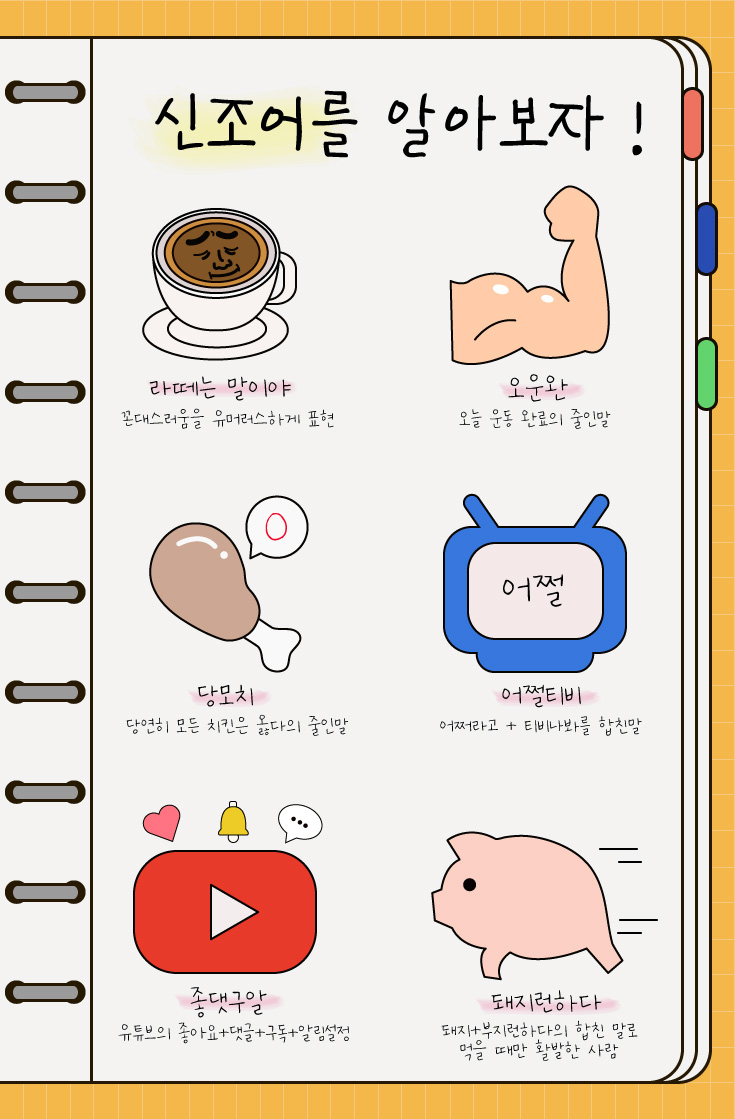 신조어를 알아보자 !
라떼는 말이야
꼰대스러움을 유머러스하게 표현
오운완
오늘 운동 완료의 줄인말
당모치
당연히 모든 치킨은 옳다의 줄인말
어쩔
어쩔티비
어쩌라고 + 티비나봐를 합친말
좋댓구알
유튜브의 좋아요+댓글+구독+알림설정
돼지런하다
돼지+부지런하다의 합친 말로
먹을 때만 활발한 사람